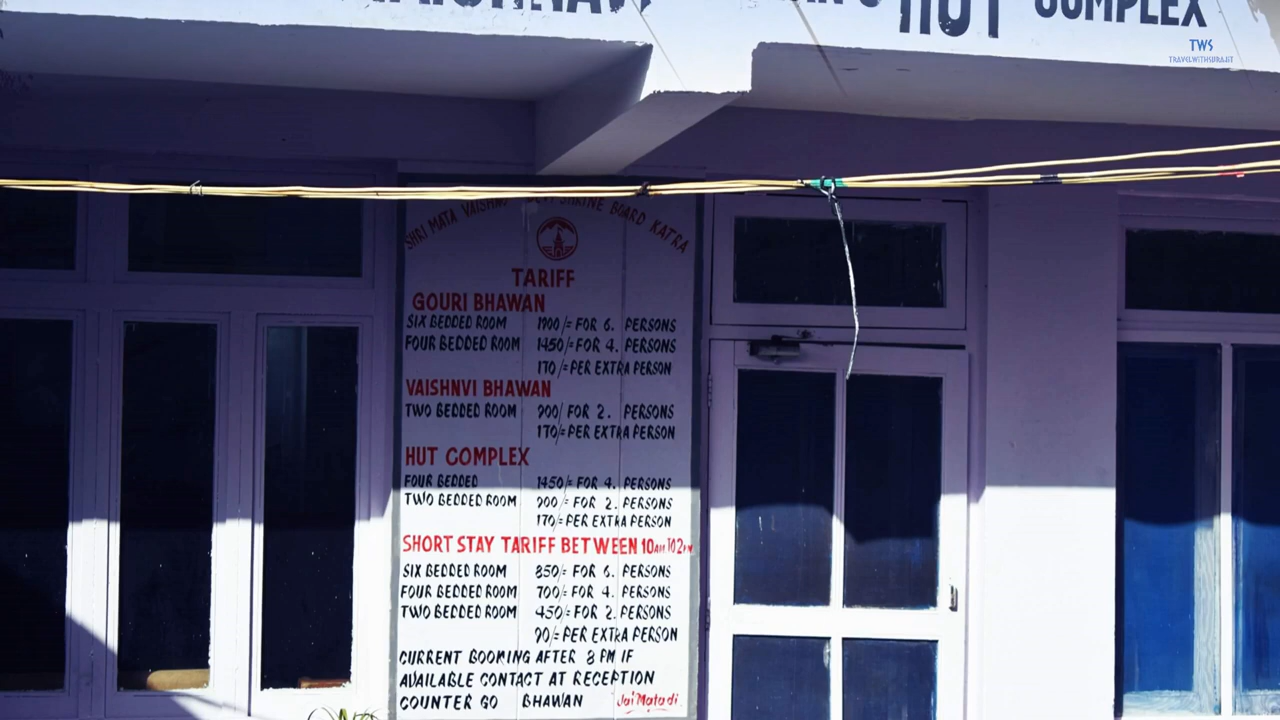 HUT COMPLEX
TWS
TRAVELWITHSURAJIT
SHRI MATA VAISHNO DEVI SHRINE BOARD KATRA
TARIFF
GOURI BHAWAN
SIX BEDDED ROOM 1900/= FOR 6. PERSONS
FOUR BEDDED ROOM 1450/= FOR 4. PERSONS
170/= PER EXTRA PERSON
VAISHNVI BHAWAN
TWO BEDDED ROOM 900/ FOR 2. PERSONS
170/= PER EXTRA PERSON
HUT COMPLEX
FOUR BEDDED 1450/= FOR 4. PERSONS
TWO BEDDED ROOM 900/= FOR 2. PERSONS
170/= PER EXTRA PERSON
SHORT STAY TARIFF BETWEEN 10AM TO 2PM
SIX BEDDED ROOM 850/= FOR 6. PERSONS
FOUR BEDDED ROOM 700/= FOR 4. PERSONS
TWO BEDDED ROOM 450/= FOR 2. PERSONS
90/= PER EXTRA PERSON
CURRENT BOOKING AFTER 8 PM IF
AVAILABLE CONTACT AT RECEPTION
COUNTER GO BHAWAN Jai Mata di